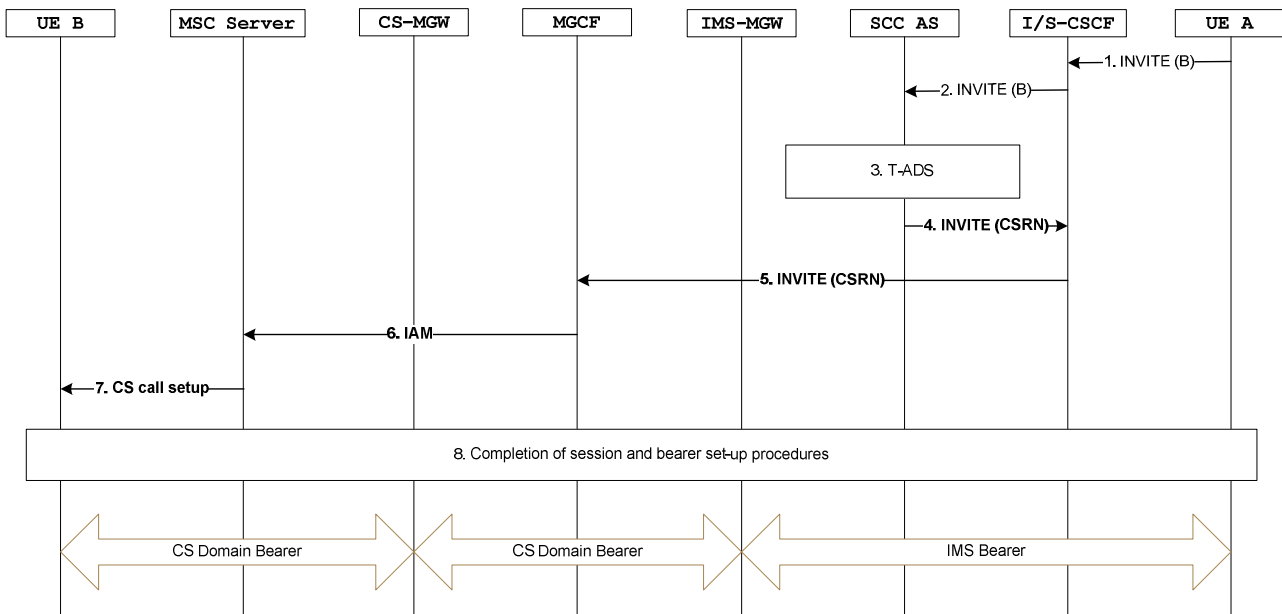 UE B
MSC Server
CS-MGW
MGCF
IMS-MGW
SCC AS
I/S-CSCF
UE A
1. INVITE (B)
2. INVITE (B)
3. T-ADS
4. INVITE (CSRN)
5. INVITE (CSRN)
6. IAM
7. CS call setup
8. Completion of session and bearer set-up procedures
CS Domain Bearer
CS Domain Bearer
IMS Bearer